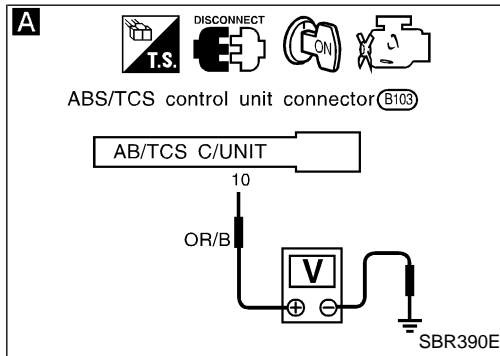 A
DISCONNECT
T.S.
ON
ABS/TCS control unit connector B103
AB/TCS C/UNIT
10
OR/B
V
+ −
SBR390E